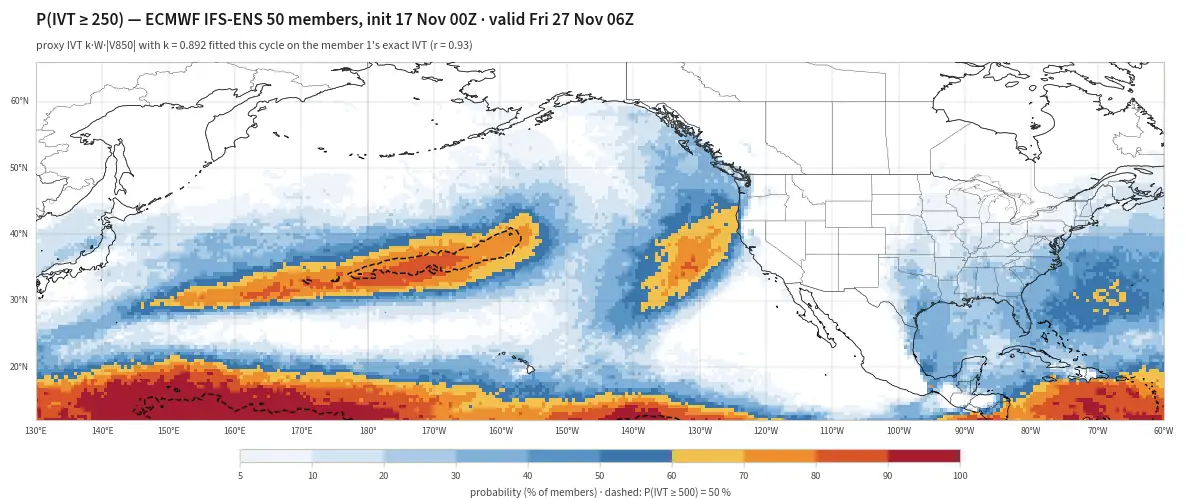 P(IVT ≥ 250) — ECMWF IFS-ENS 50 members, init 17 Nov 00Z · valid Fri 27 Nov 06Z
proxy IVT k·W·|V850| with k = 0.892 fitted this cycle on the member 1's exact IVT (r = 0.93)
60°N
50°N
40°N
30°N
20°N
130°E 140°E 150°E 160°E 170°E 180° 170°W 160°W 150°W 140°W 130°W 120°W 110°W 100°W 90°W 80°W 70°W 60°W
5 10 20 30 40 50 60 70 80 90 100
probability (% of members) · dashed: P(IVT ≥ 500) = 50 %